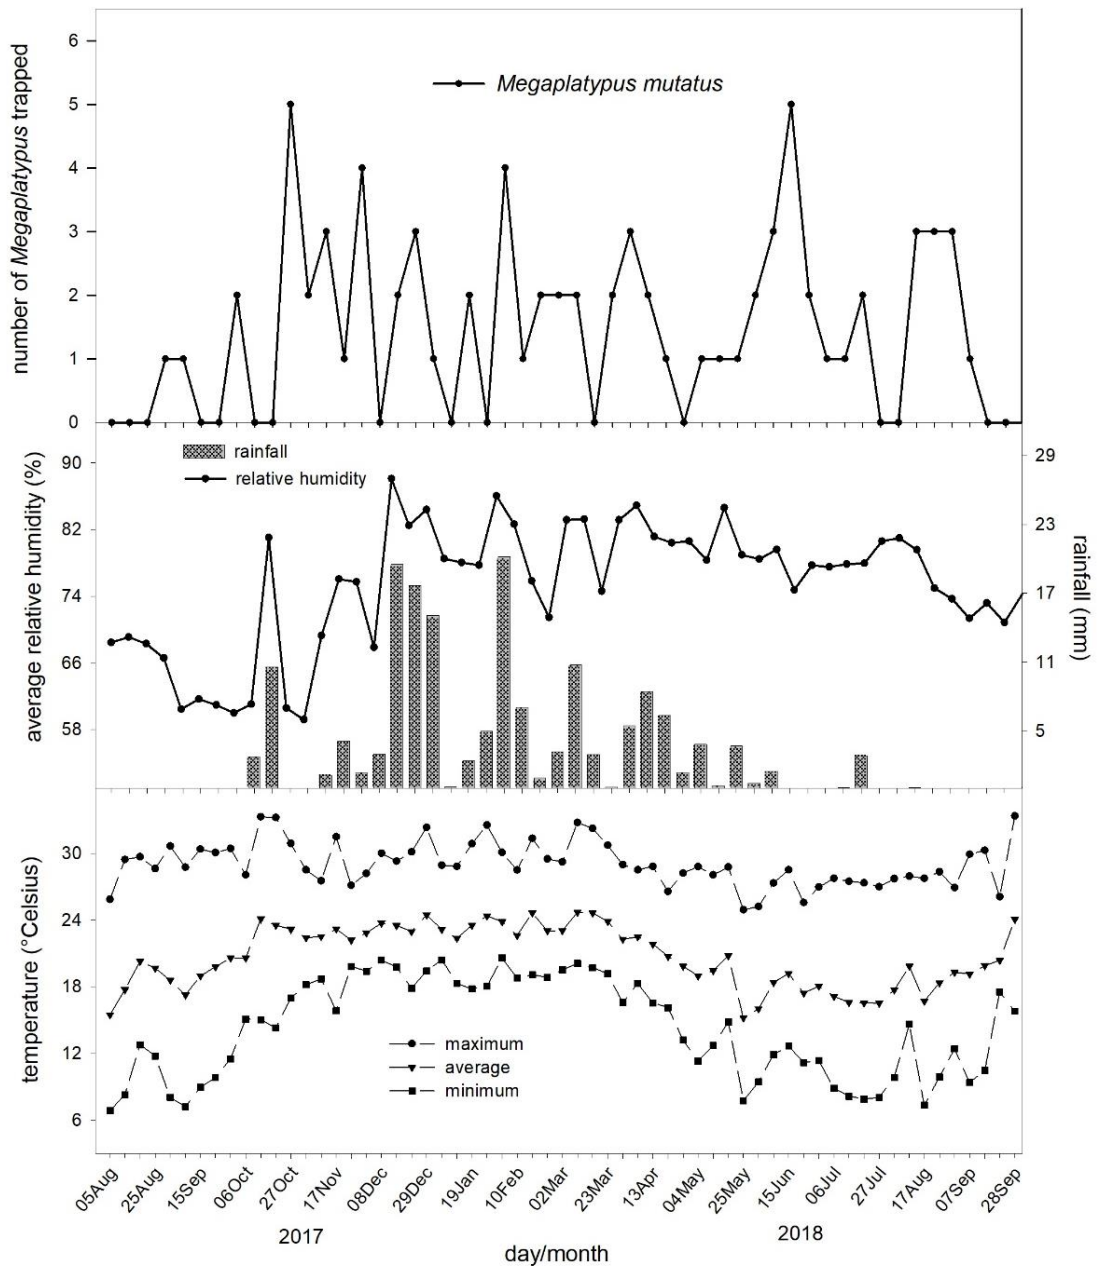 number of Megaplatypus trapped
6
5
4
3
2
1
0
Megaplatypus mutatus
average relative humidity (%)
90
82
74
66
58
rainfall
relative humidity
29
23
17
11
5
rainfall (mm)
temperature (°Celsius)
30
24
18
12
6
maximum
average
minimum
05Aug
25Aug
15Sep
06Oct
27Oct
17Nov
08Dec
29Dec
19Jan
10Feb
02Mar
23Mar
13Apr
04May
25May
15Jun
06Jul
27Jul
17Aug
07Sep
28Sep
2017
2018
day/month